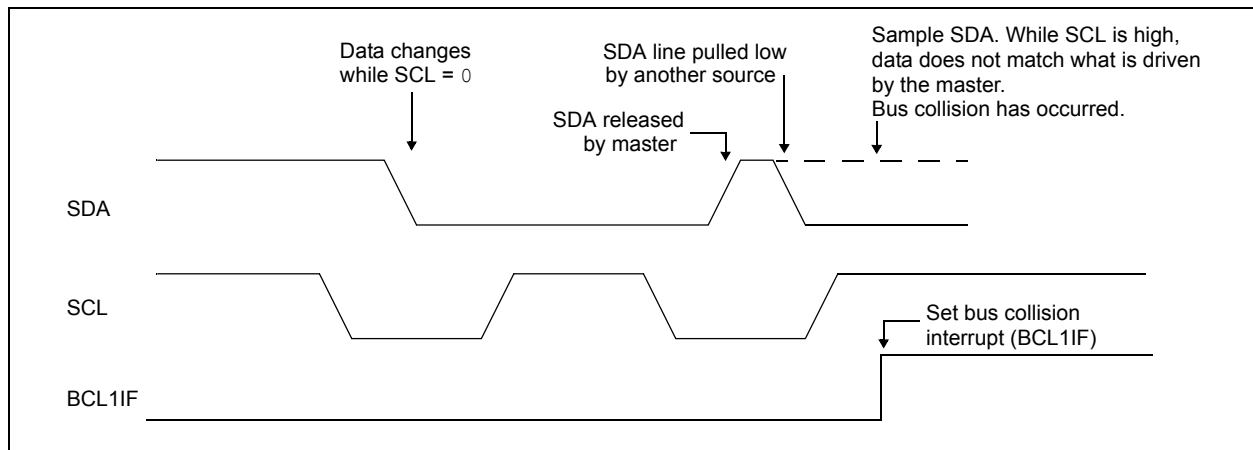 Data changes
while SCL = 0
SDA line pulled low
by another source
Sample SDA. While SCL is high,
data does not match what is driven
by the master.
Bus collision has occurred.
SDA released
by master
SDA
SCL
Set bus collision
interrupt (BCL1IF)
BCL1IF